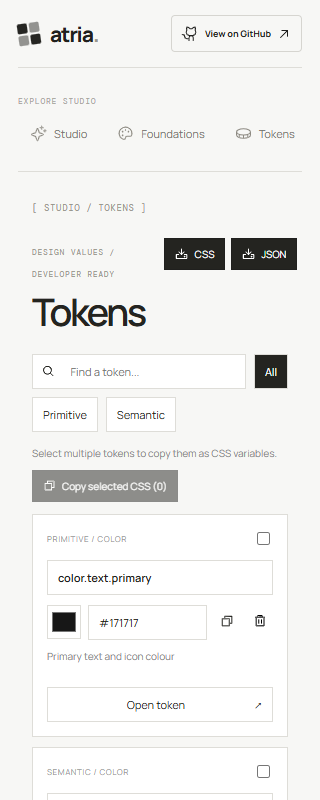 atria.
View on GitHub
EXPLORE STUDIO
Studio
Foundations
Tokens
[ STUDIO / TOKENS ]
DESIGN VALUES /
DEVELOPER READY
CSS
JSON
Tokens
Find a token...
All
Primitive
Semantic
Select multiple tokens to copy them as CSS variables.
Copy selected CSS (0)
PRIMITIVE / COLOR
color.text.primary
#171717
Primary text and icon colour
Open token
SEMANTIC / COLOR